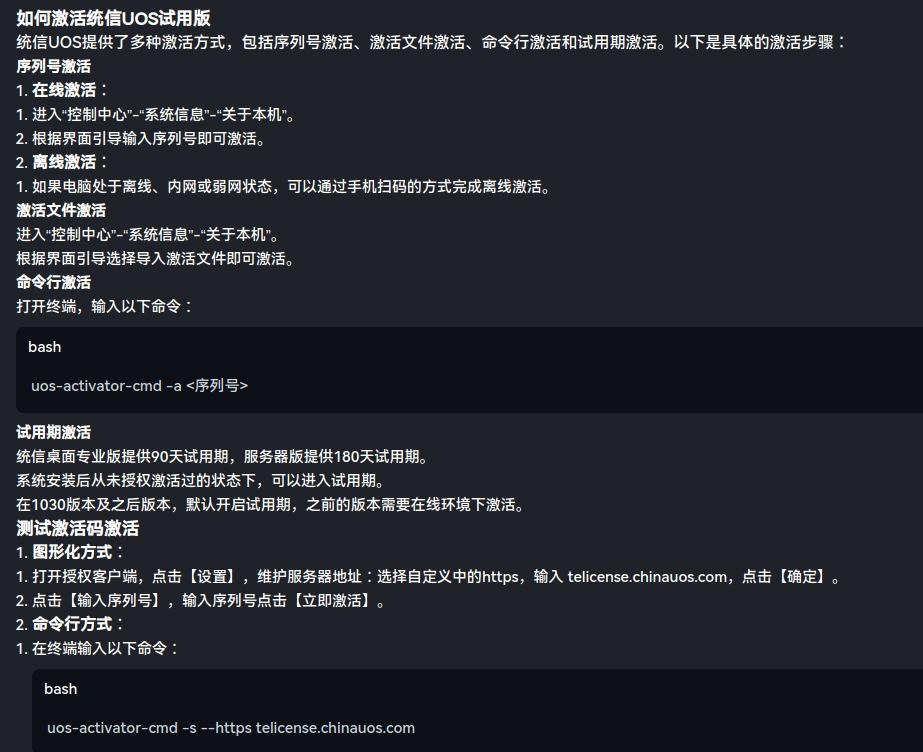 如何激活统信UOS试用版
统信UOS提供了多种激活方式，包括序列号激活、激活文件激活、命令行激活和试用期激活。以下是具体的激活步骤：
序列号激活
1. 在线激活：
1. 进入“控制中心”-“系统信息”-“关于本机”。
2. 根据界面引导输入序列号即可激活。
2. 离线激活：
1. 如果电脑处于离线、内网或弱网状态，可以通过手机扫码的方式完成离线激活。
激活文件激活
进入“控制中心”-“系统信息”-“关于本机”。
根据界面引导选择导入激活文件即可激活。
命令行激活
打开终端，输入以下命令：
bash
uos-activator-cmd -a <序列号>
试用期激活
统信桌面专业版提供90天试用期，服务器版提供180天试用期。
系统安装后从未授权激活过的状态下，可以进入试用期。
在1030版本及之后版本，默认开启试用期，之前的版本需要在线环境下激活。
测试激活码激活
1. 图形化方式：
1. 打开授权客户端，点击【设置】，维护服务器地址：选择自定义中的https，输入 telicense.chinauos.com，点击【确定】。
2. 点击【输入序列号】，输入序列号点击【立即激活】。
2. 命令行方式：
1. 在终端输入以下命令：
bash
uos-activator-cmd -s --https telicense.chinauos.com